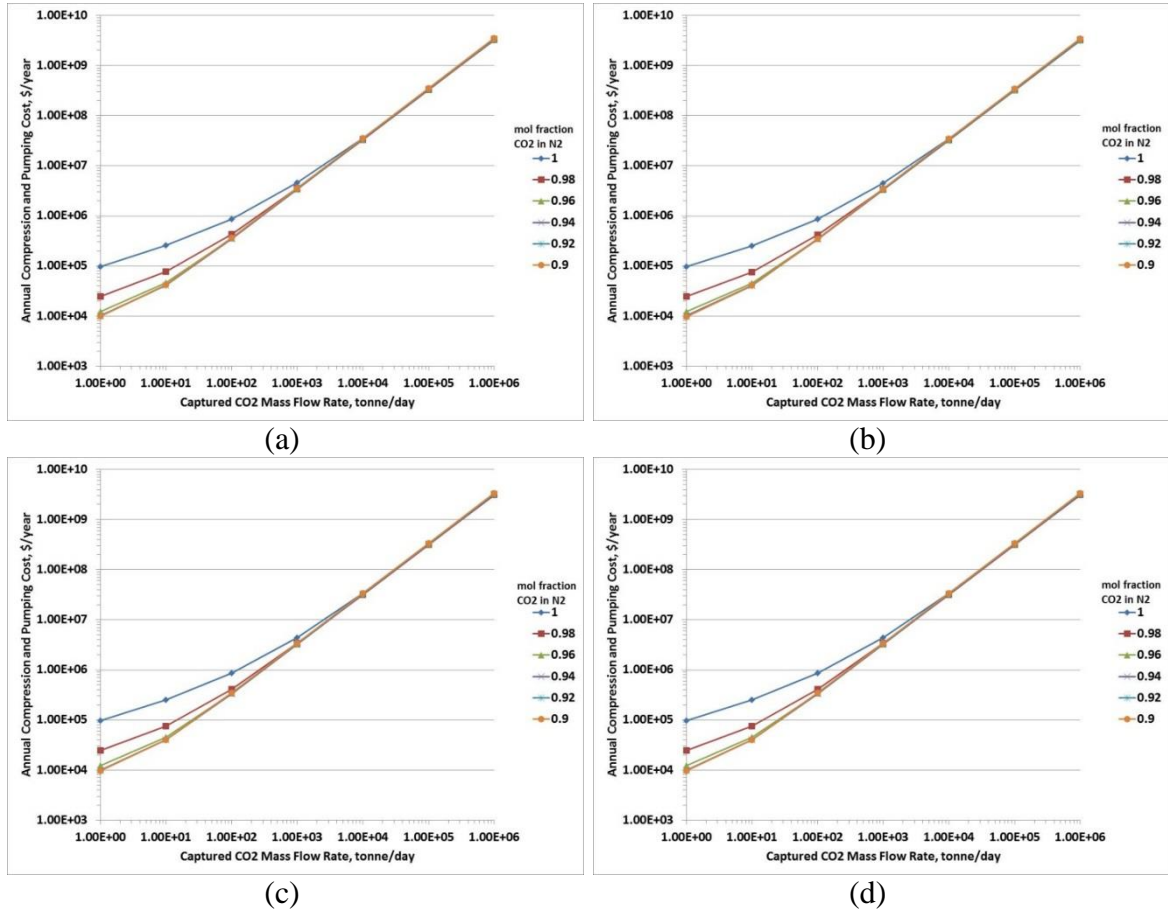 1.00E+10
1.00E+09
1.00E+08
1.00E+07
1.00E+06
1.00E+05
1.00E+04
1.00E+03
Annual Compression and Pumping Cost, $/year
1.00E+00 1.00E+01 1.00E+02 1.00E+03 1.00E+04 1.00E+05 1.00E+06
Captured CO2 Mass Flow Rate, tonne/day
mol fraction
CO2 in N2
1
0.98
0.96
0.94
0.92
0.9
(a)
1.00E+10
1.00E+09
1.00E+08
1.00E+07
1.00E+06
1.00E+05
1.00E+04
1.00E+03
Annual Compression and Pumping Cost, $/year
1.00E+00 1.00E+01 1.00E+02 1.00E+03 1.00E+04 1.00E+05 1.00E+06
Captured CO2 Mass Flow Rate, tonne/day
mol fraction
CO2 in N2
1
0.98
0.96
0.94
0.92
0.9
(b)
1.00E+10
1.00E+09
1.00E+08
1.00E+07
1.00E+06
1.00E+05
1.00E+04
1.00E+03
Annual Compression and Pumping Cost, $/year
1.00E+00 1.00E+01 1.00E+02 1.00E+03 1.00E+04 1.00E+05 1.00E+06
Captured CO2 Mass Flow Rate, tonne/day
mol fraction
CO2 in N2
1
0.98
0.96
0.94
0.92
0.9
(c)
1.00E+10
1.00E+09
1.00E+08
1.00E+07
1.00E+06
1.00E+05
1.00E+04
1.00E+03
Annual Compression and Pumping Cost, $/year
1.00E+00 1.00E+01 1.00E+02 1.00E+03 1.00E+04 1.00E+05 1.00E+06
Captured CO2 Mass Flow Rate, tonne/day
mol fraction
CO2 in N2
1
0.98
0.96
0.94
0.92
0.9
(d)